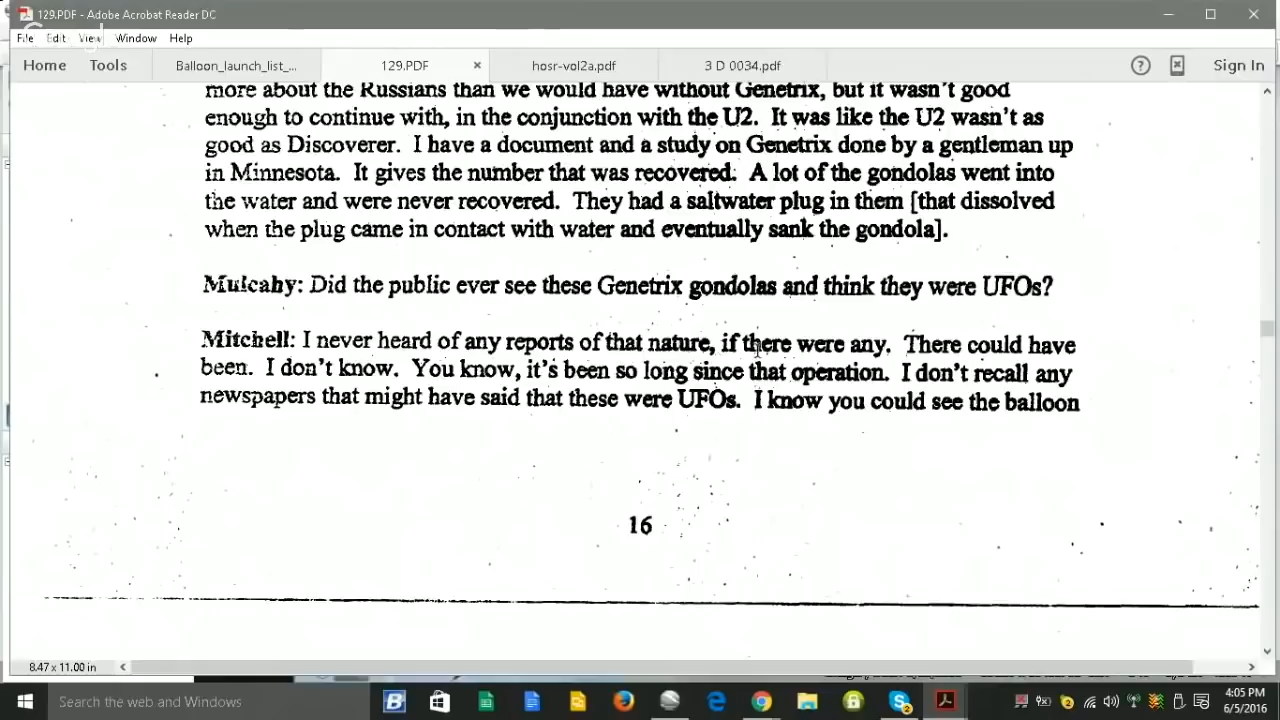 129.PDF - Adobe Acrobat Reader DC
Google
File Edit View Window Help
Home Tools Balloon_launch_list_... 129.PDF × hosr-vol2a.pdf 3 D 0034.pdf Sign In
more about the Russians than we would have without Genetrix, but it wasn't good
enough to continue with, in the conjunction with the U2. It was like the U2 wasn't as
good as Discoverer. I have a document and a study on Genetrix done by a gentleman up
in Minnesota. It gives the number that was recovered. A lot of the gondolas went into
the water and were never recovered. They had a saltwater plug in them [that dissolved
when the plug came in contact with water and eventually sank the gondola].
Mulcahy: Did the public ever see these Genetrix gondolas and think they were UFOs?
Mitchell: I never heard of any reports of that nature, if there were any. There could have
been. I don't know. You know, it's been so long since that operation. I don't recall any
newspapers that might have said that these were UFOs. I know you could see the balloon
16
8.47 x 11.00 in
Search the web and Windows
4:05 PM
6/5/2016